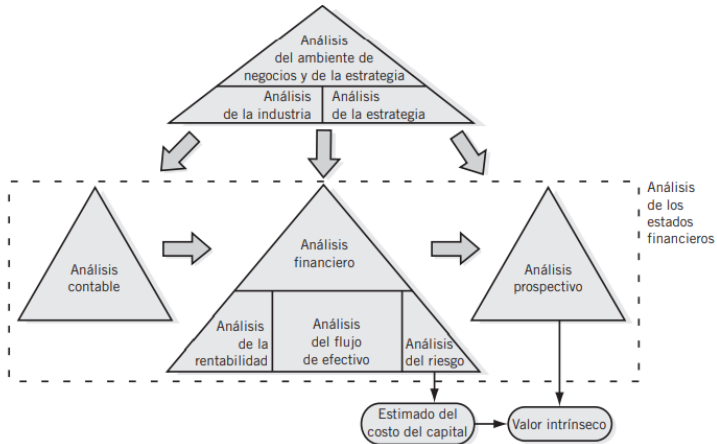 Análisis
del ambiente de
negocios y de la estrategia
Análisis
de la industria
Análisis
de la estrategia
Análisis
de los
estados
financieros
Análisis
contable
Análisis
financiero
Análisis
prospectivo
Análisis
de la
rentabilidad
Análisis
del flujo
de efectivo
Análisis
del riesgo
Estimado del
costo del capital
Valor intrínseco